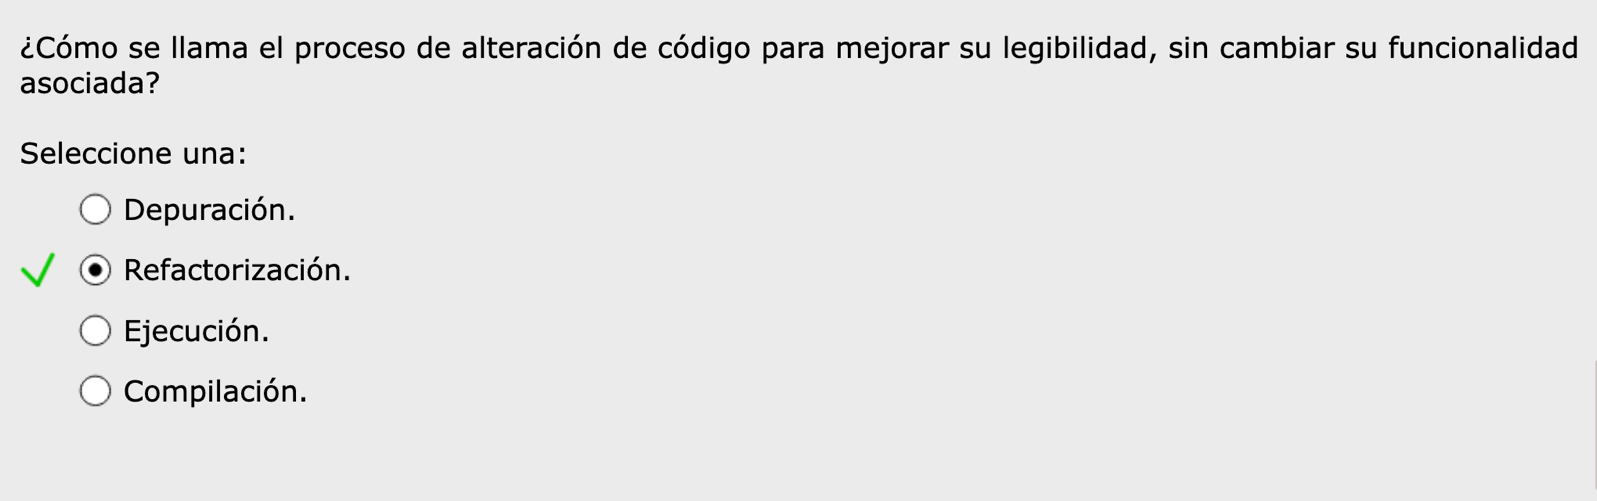 ¿Cómo se llama el proceso de alteración de código para mejorar su legibilidad, sin cambiar su funcionalidad
asociada?
Seleccione una:
Depuración.
Refactorización.
Ejecución.
Compilación.